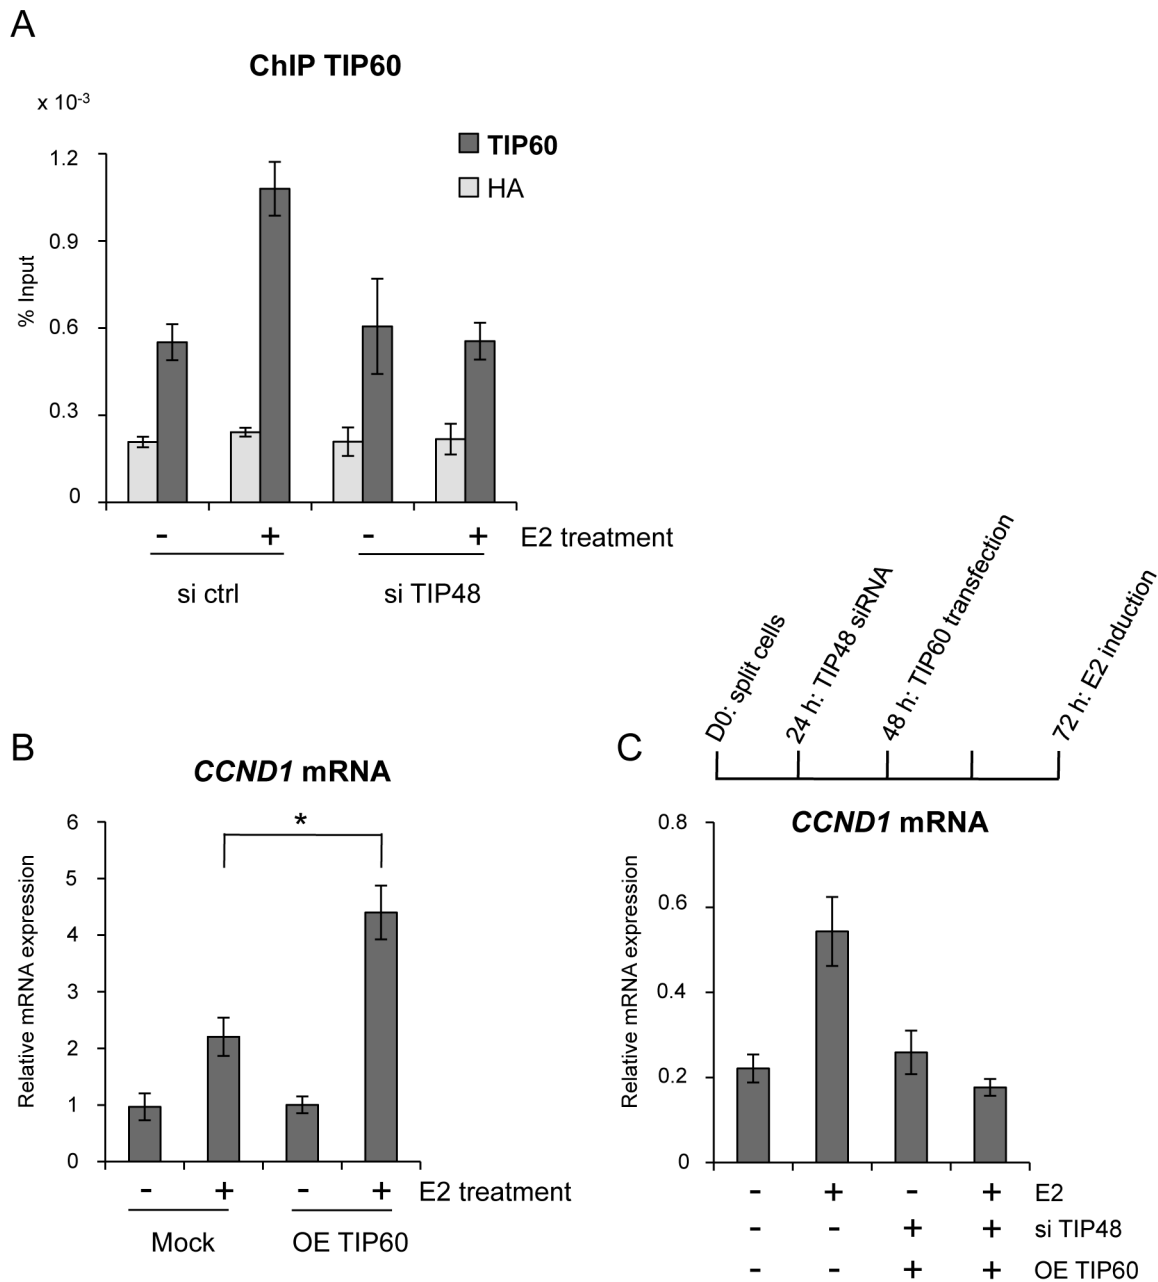 A
ChIP TIP60
x 10-3
TIP60
HA
% Input
1.2
0.9
0.6
0.3
0
- + - + E2 treatment
si ctrl si TIP48
B
CCND1 mRNA
*
Relative mRNA expression
6
5
4
3
2
1
0
- + - + E2 treatment
Mock OE TIP60
C
D0: split cells
24 h: TIP48 siRNA
48 h: TIP60 transfection
72 h: E2 induction
CCND1 mRNA
Relative mRNA expression
0.8
0.6
0.4
0.2
0
- + - + E2
- - + + si TIP48
- - + + OE TIP60